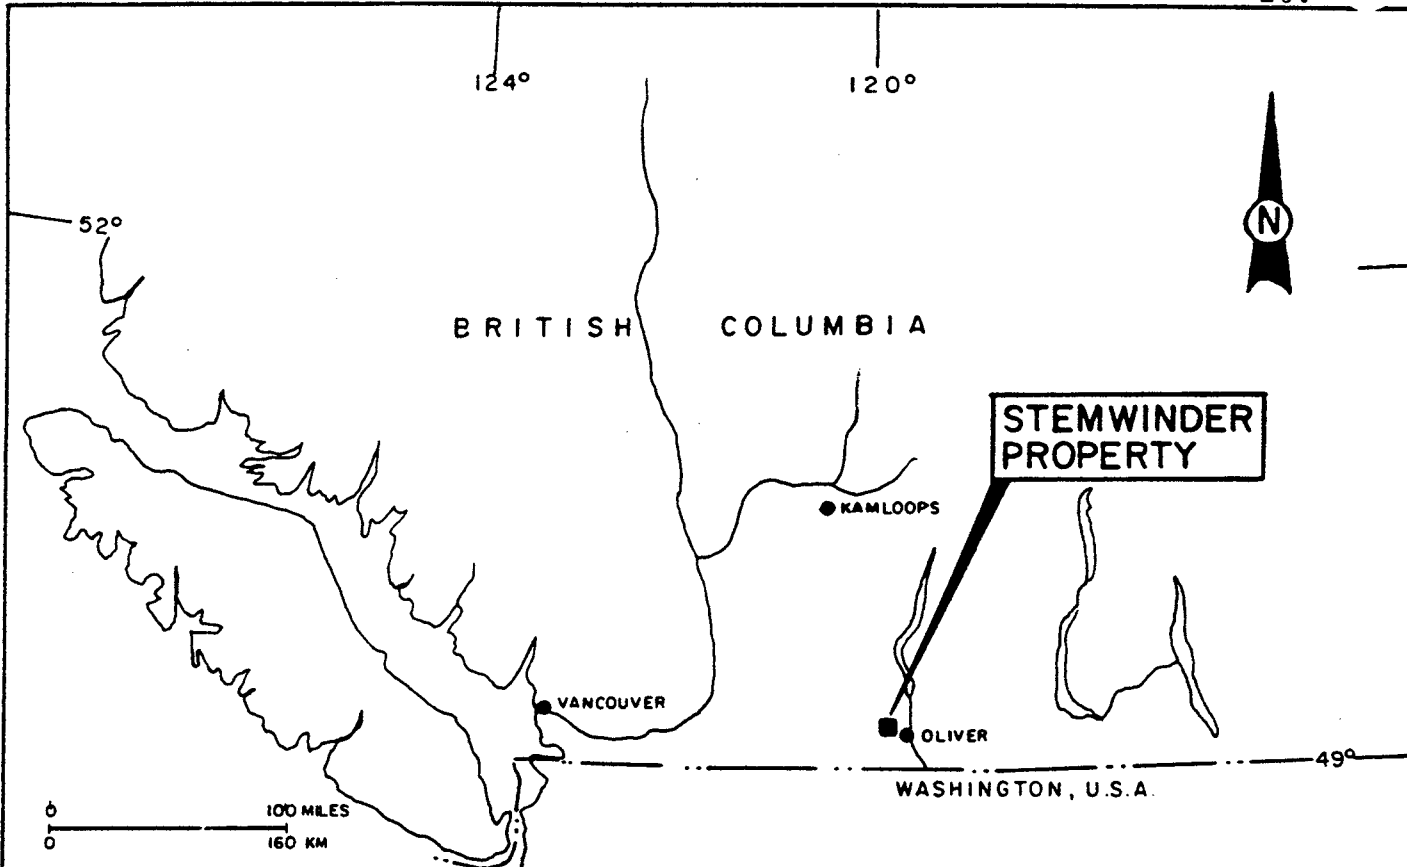 124°
120°
52°
N
BRITISH COLUMBIA
STEMWINDER
PROPERTY
KAMLOOPS
VANCOUVER
OLIVER
49°
WASHINGTON, U.S.A.
0 100 MILES
0 160 KM